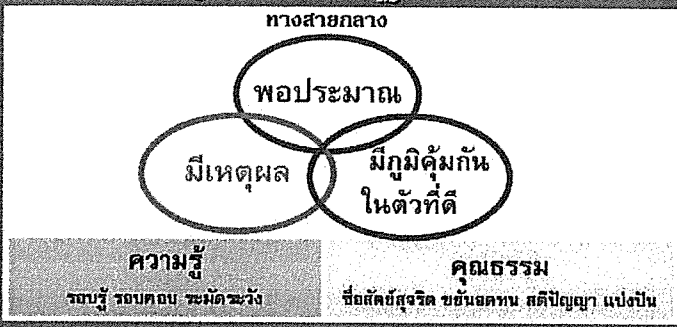 ทางสายกลาง
พอประมาณ
มีเหตุผล
มีภูมิคุ้มกัน
ในตัวที่ดี
ความรู้
รอบรู้ รอบคอบ ระมัดระวัง
คุณธรรม
ซื่อสัตย์สุจริต ขยันอดทน สติปัญญา แบ่งปัน